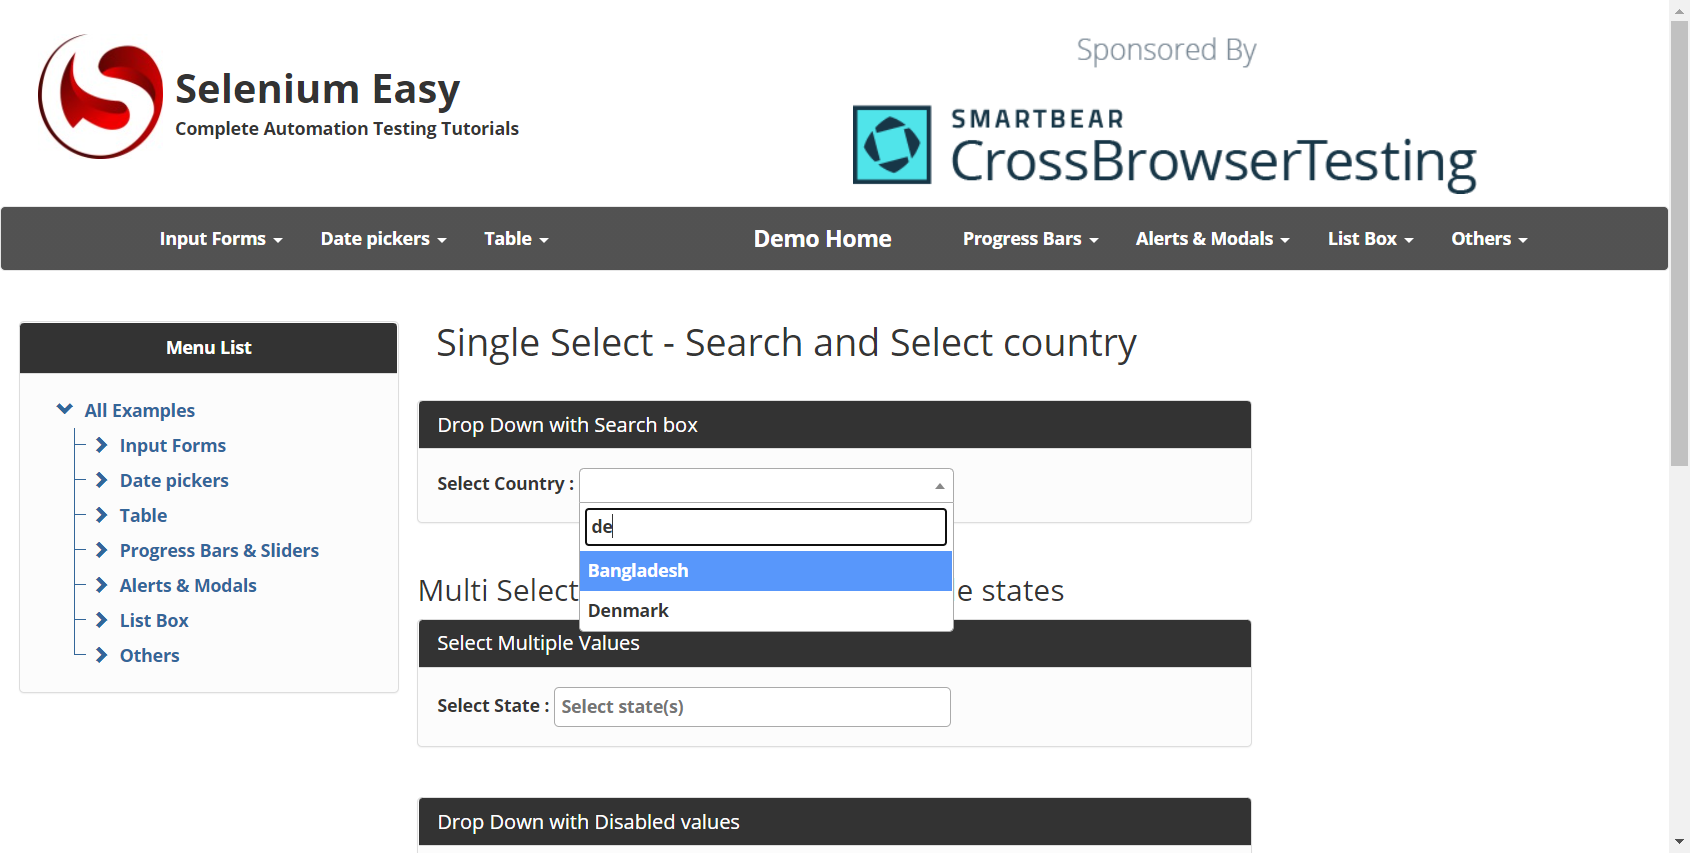 Selenium Easy
Complete Automation Testing Tutorials
Sponsored By
SMARTBEAR
CrossBrowserTesting
Input Forms Date pickers Table Demo Home Progress Bars Alerts & Modals List Box Others
Menu List
All Examples
Input Forms
Date pickers
Table
Progress Bars & Sliders
Alerts & Modals
List Box
Others
Single Select - Search and Select country
Drop Down with Search box
Select Country :
de
Bangladesh
Denmark
Multi Select e states
Select Multiple Values
Select State : Select state(s)
Drop Down with Disabled values